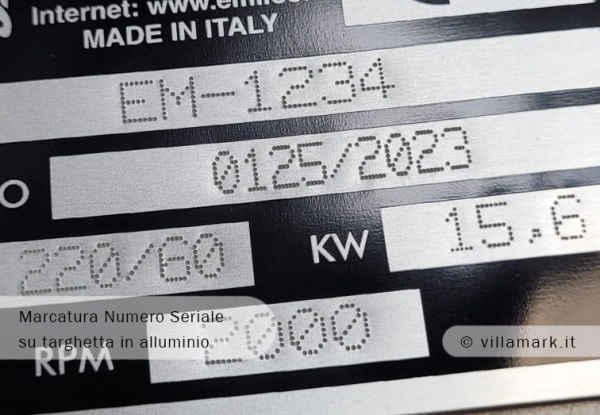 Internet: www.emil
MADE IN ITALY
EM-1234
O 0125/2023
220/60 KW 15,6
Marcatura Numero Seriale
su targhetta in alluminio
RPM 2000
© villamark.it